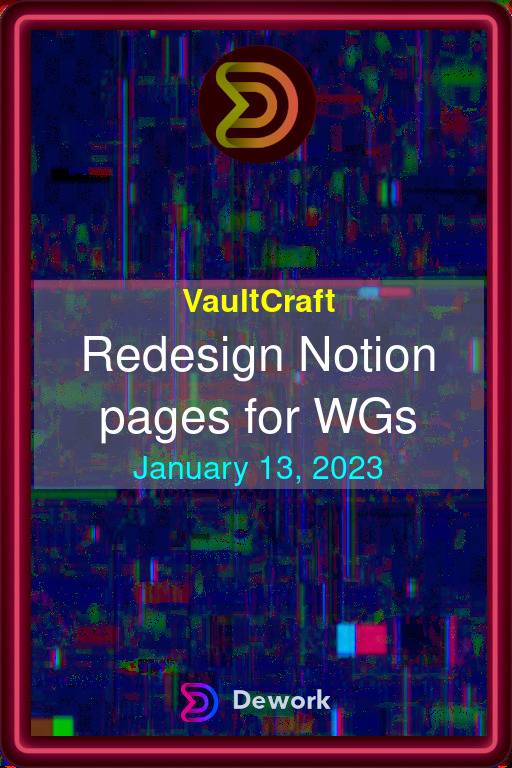 VaultCraft
Redesign Notion
pages for WGs
January 13, 2023
Dework